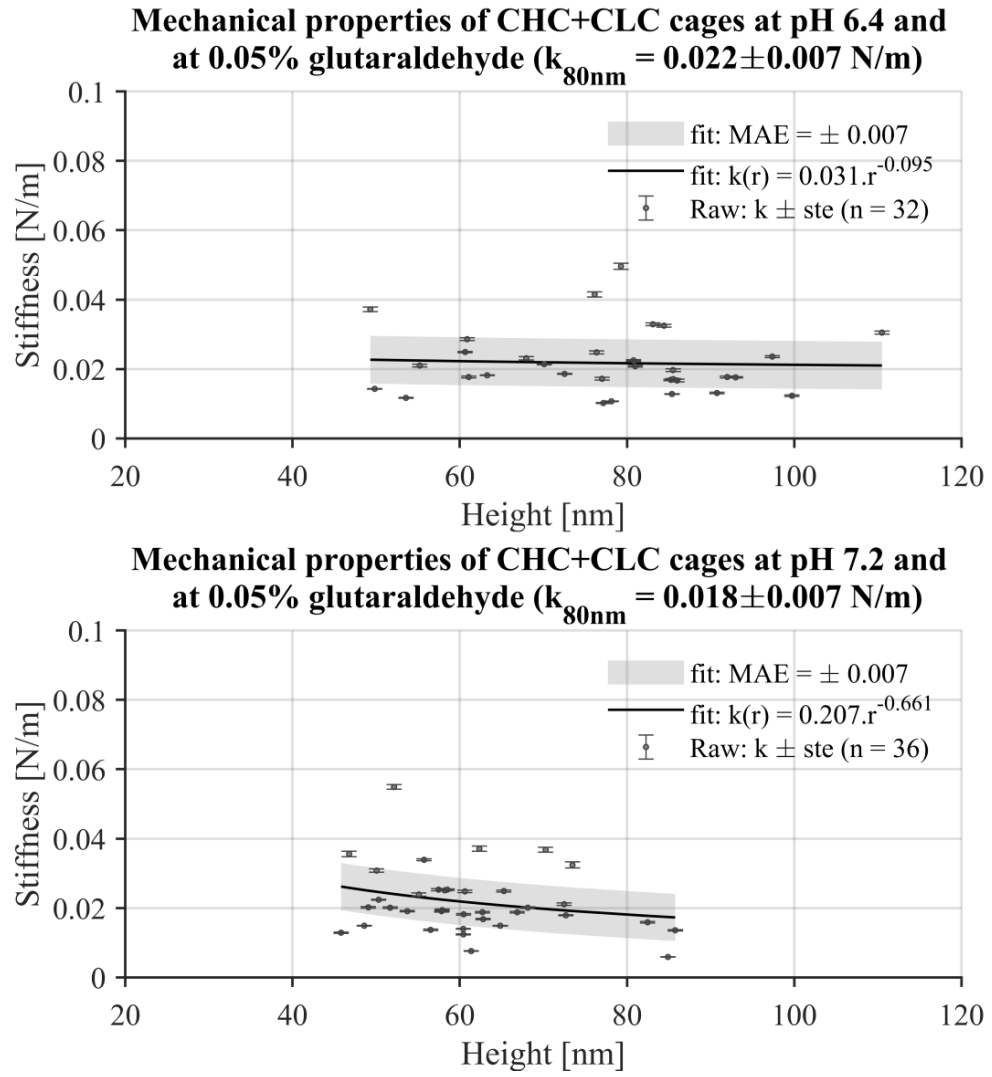 Mechanical properties of CHC+CLC cages at pH 6.4 and
at 0.05% glutaraldehyde (k80nm = 0.022±0.007 N/m)
0.1
0.08
0.06
0.04
0.02
0
Stiffness [N/m]
fit: MAE = ± 0.007
fit: k(r) = 0.031.r-0.095
Raw: k ± ste (n = 32)
20 40 60 80 100 120
Height [nm]
Mechanical properties of CHC+CLC cages at pH 7.2 and
at 0.05% glutaraldehyde (k80nm = 0.018±0.007 N/m)
0.1
0.08
0.06
0.04
0.02
0
Stiffness [N/m]
fit: MAE = ± 0.007
fit: k(r) = 0.207.r-0.661
Raw: k ± ste (n = 36)
20 40 60 80 100 120
Height [nm]